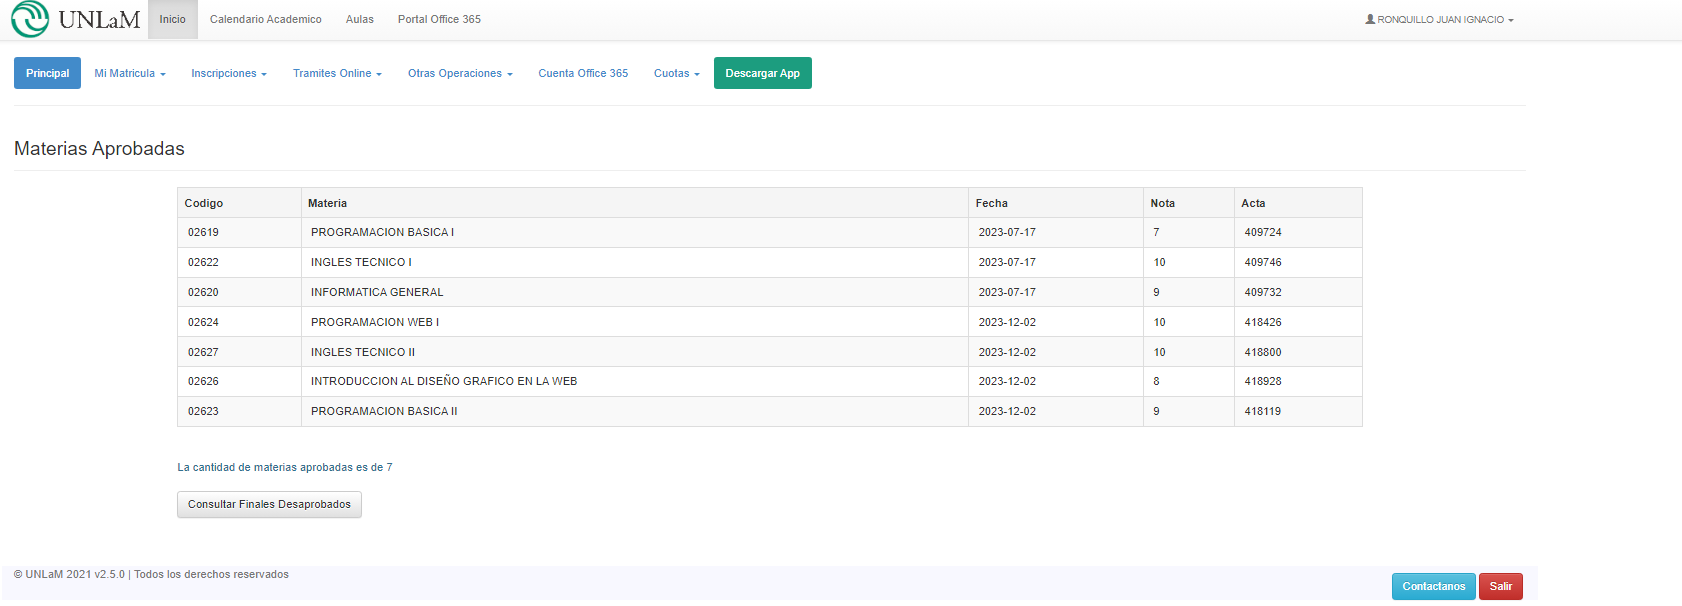 UNLaM Inicio Calendario Academico Aulas Portal Office 365 RONQUILLO JUAN IGNACIO
Principal Mi Matricula Inscripciones Tramites Online Otras Operaciones Cuenta Office 365 Cuotas Descargar App
Materias Aprobadas
Codigo Materia Fecha Nota Acta
02619 PROGRAMACION BASICA I 2023-07-17 7 409724
02622 INGLES TECNICO I 2023-07-17 10 409746
02620 INFORMATICA GENERAL 2023-07-17 9 409732
02624 PROGRAMACION WEB I 2023-12-02 10 418426
02627 INGLES TECNICO II 2023-12-02 10 418800
02626 INTRODUCCION AL DISEÑO GRAFICO EN LA WEB 2023-12-02 8 418928
02623 PROGRAMACION BASICA II 2023-12-02 9 418119
La cantidad de materias aprobadas es de 7
Consultar Finales Desaprobados
© UNLaM 2021 v2.5.0 | Todos los derechos reservados
Contactanos Salir